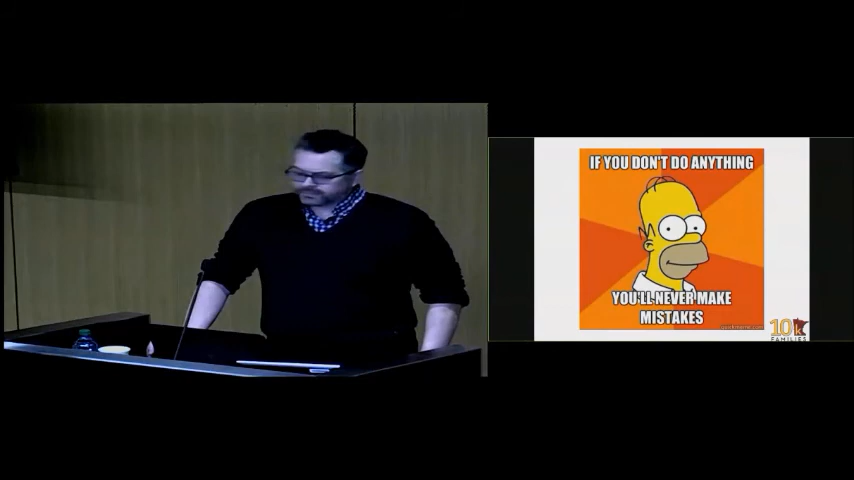 IF YOU DON'T DO ANYTHING
YOU'LL NEVER MAKE
MISTAKES
10K
FAMILIES